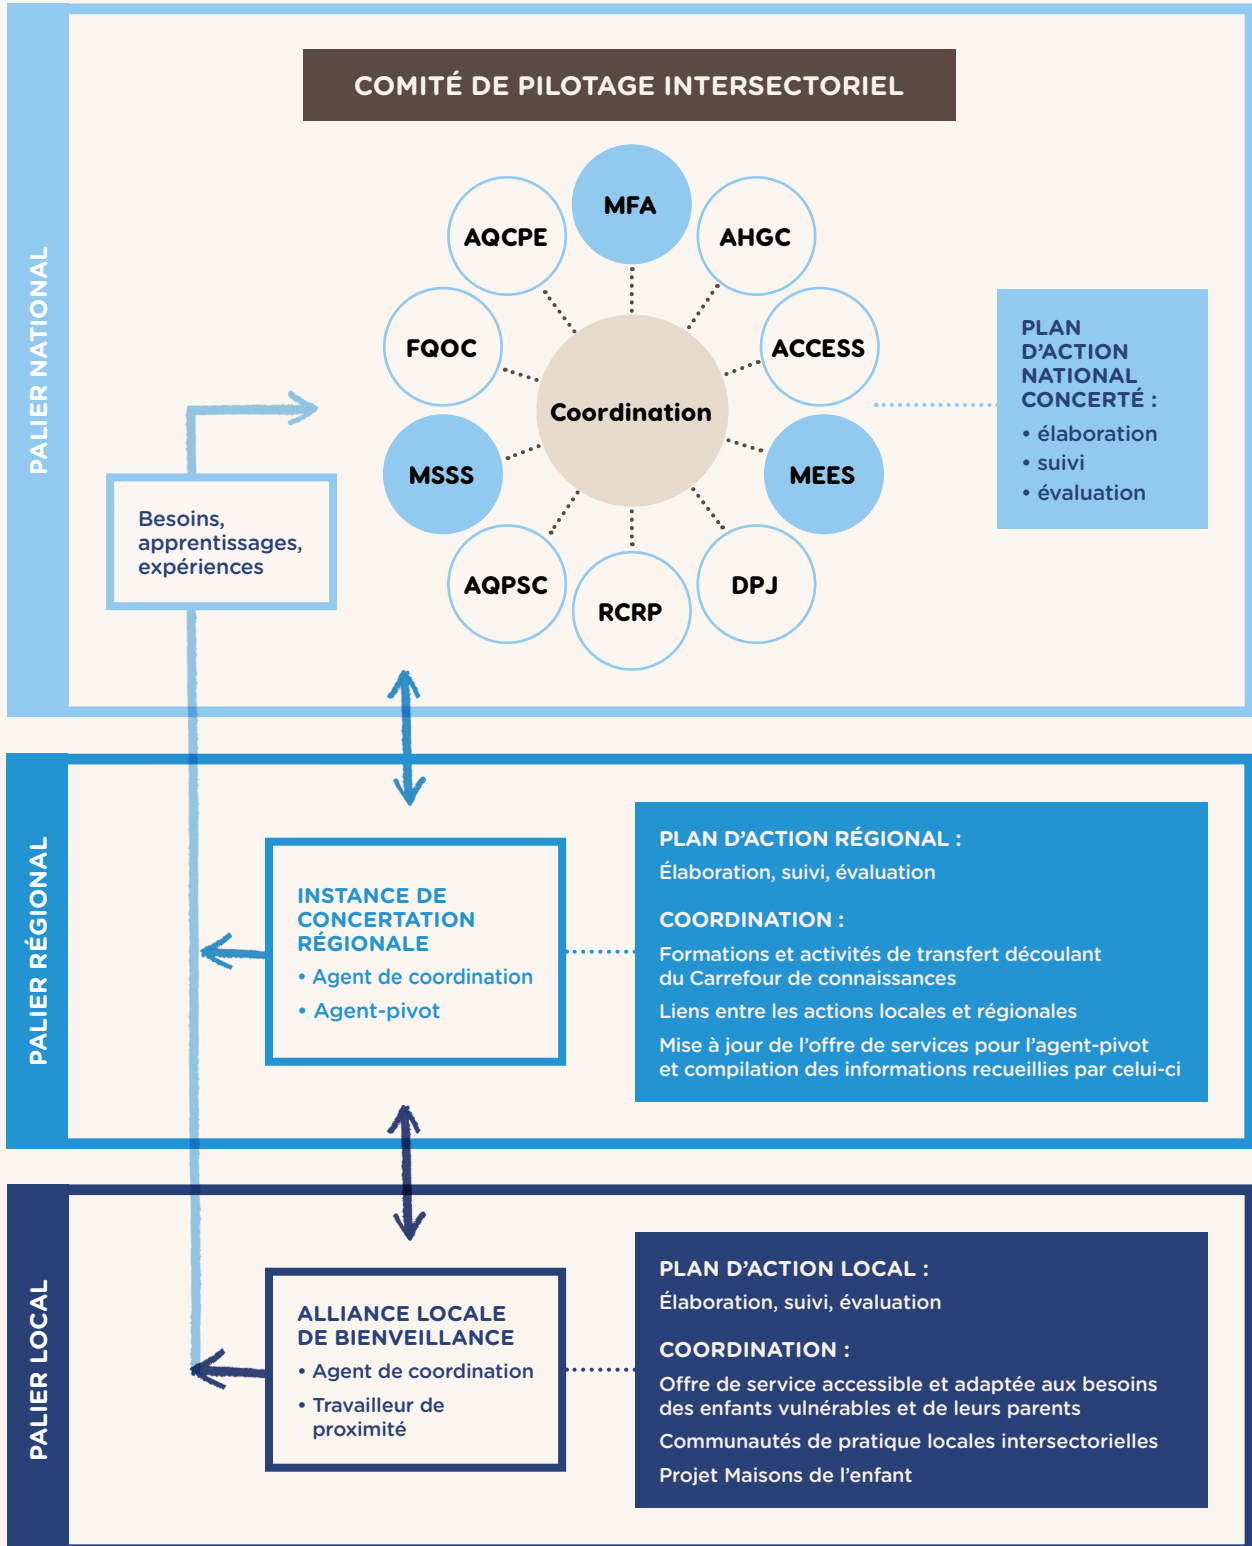 PALIER NATIONAL
COMITÉ DE PILOTAGE INTERSECTORIEL
MFA
AQCPE
AHGC
FQOC
ACCESS
Coordination
MSSS
MEES
AQPSC
DPJ
RCRP
PLAN
D’ACTION
NATIONAL
CONCERTÉ :
• élaboration
• suivi
• évaluation
Besoins,
apprentissages,
expériences
PALIER RÉGIONAL
INSTANCE DE
CONCERTATION
RÉGIONALE
• Agent de coordination
• Agent-pivot
PLAN D’ACTION RÉGIONAL :
Élaboration, suivi, évaluation
COORDINATION :
Formations et activités de transfert découlant
du Carrefour de connaissances
Liens entre les actions locales et régionales
Mise à jour de l’offre de services pour l’agent-pivot
et compilation des informations recueillies par celui-ci
PALIER LOCAL
ALLIANCE LOCALE
DE BIENVEILLANCE
• Agent de coordination
• Travailleur de
proximité
PLAN D’ACTION LOCAL :
Élaboration, suivi, évaluation
COORDINATION :
Offre de service accessible et adaptée aux besoins
des enfants vulnérables et de leurs parents
Communautés de pratique locales intersectorielles
Projet Maisons de l’enfant